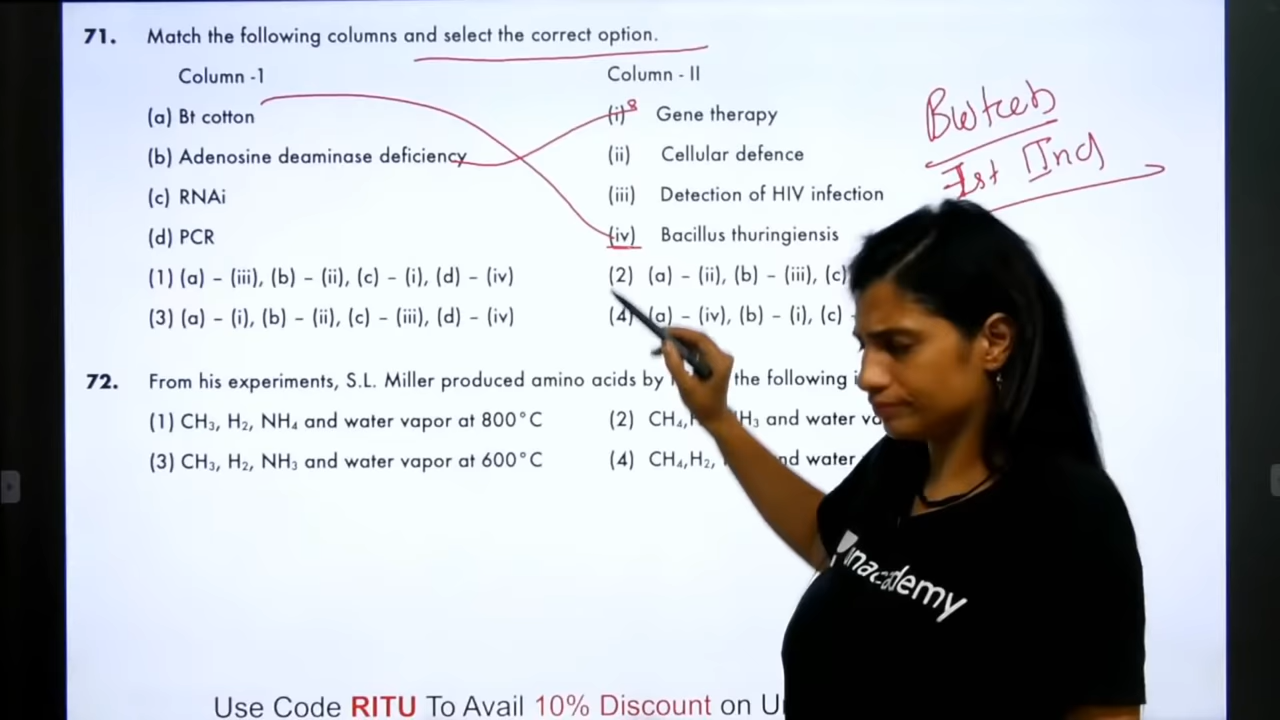 71. Match the following columns and select the correct option.
Column -1 Column - II
(a) Bt cotton (i) Gene therapy
(b) Adenosine deaminase deficiency (ii) Cellular defence
(c) RNAi (iii) Detection of HIV infection
(d) PCR (iv) Bacillus thuringiensis
(1) (a) – (iii), (b) – (ii), (c) – (i), (d) – (iv) (2) (a) – (ii), (b) – (iii), (c)
(3) (a) – (i), (b) – (ii), (c) – (iii), (d) – (iv) (4) (a) – (iv), (b) – (i), (c) –
72. From his experiments, S.L. Miller produced amino acids by the following
(1) CH₃, H₂, NH₄ and water vapor at 800°C (2) CH₄, H₃ and water
(3) CH₃, H₂, NH₃ and water vapor at 600°C (4) CH₄,H₂, and water
Ist IInd
unacademy
Use Code RITU To Avail 10% Discount on